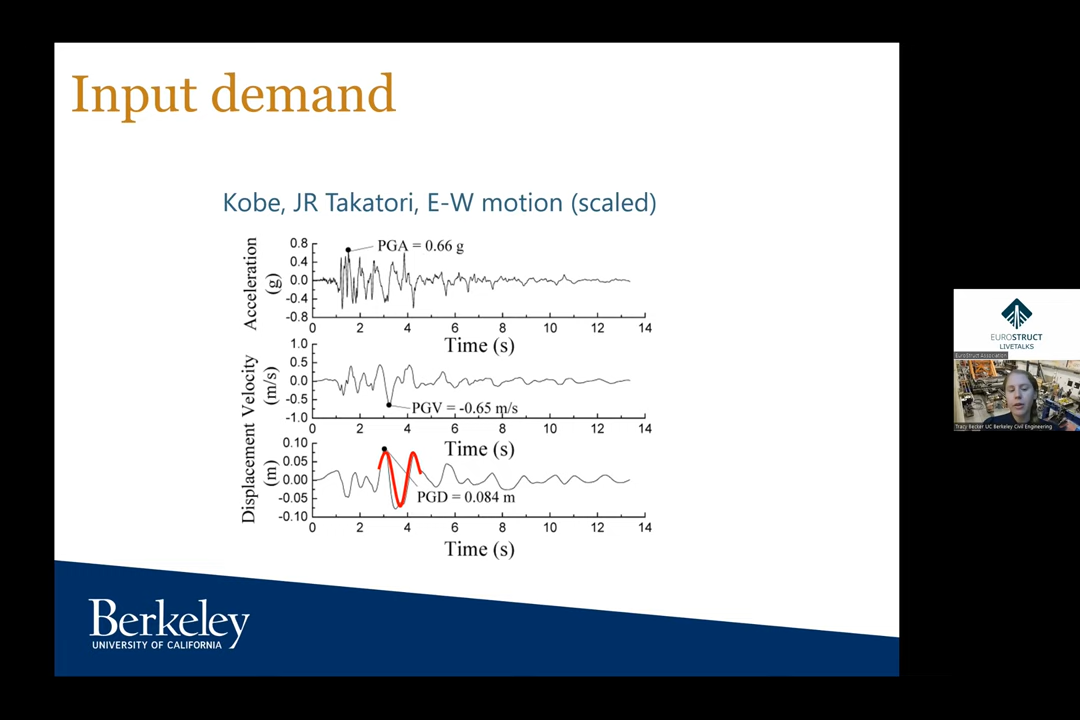 Input demand
Kobe, JR Takatori, E-W motion (scaled)
Acceleration
(g)
0.8
0.4
0.0
-0.4
-0.8
PGA = 0.66 g
0 2 4 6 8 10 12 14
Time (s)
Velocity
(m/s)
1.0
0.5
0.0
-0.5
-1.0
PGV = -0.65 m/s
0 2 4 6 8 10 12 14
Time (s)
Displacement
(m)
0.10
0.05
0.00
-0.05
-0.10
PGD = 0.084 m
0 2 4 6 8 10 12 14
Time (s)
Berkeley
UNIVERSITY OF CALIFORNIA
EUROSTRUCT
LIVETALKS
EuroStruct Association
Tracy Becker UC Berkeley Civil Engineering